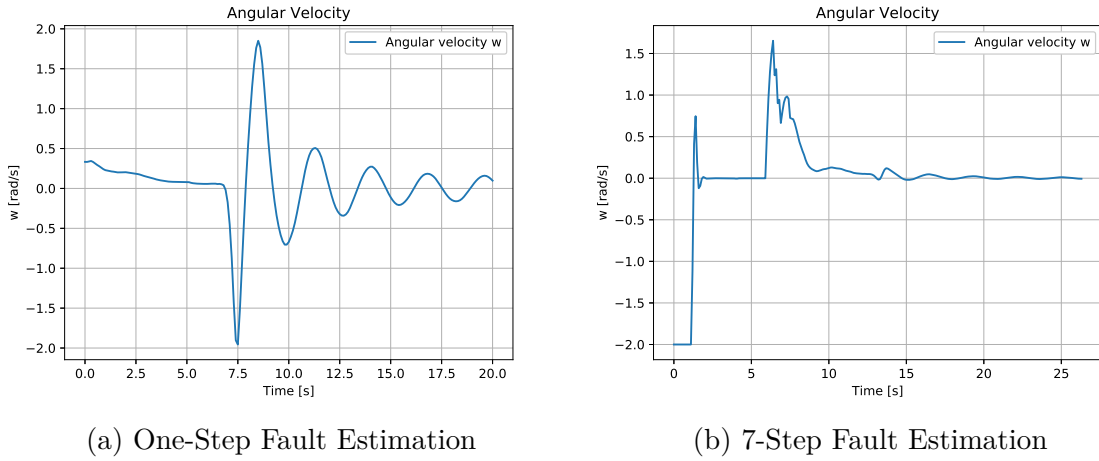 Angular Velocity
Angular velocity w
2.0
1.5
1.0
0.5
0.0
−0.5
−1.0
−1.5
−2.0
w [rad/s]
0.0 2.5 5.0 7.5 10.0 12.5 15.0 17.5 20.0
Time [s]
(a) One-Step Fault Estimation
Angular Velocity
Angular velocity w
1.5
1.0
0.5
0.0
−0.5
−1.0
−1.5
−2.0
w [rad/s]
0 5 10 15 20 25
Time [s]
(b) 7-Step Fault Estimation